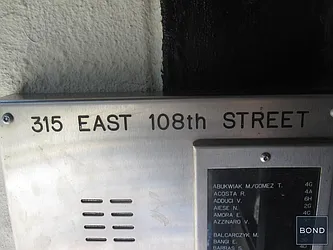 315 EAST 108th STREET
ABUKWIAK M./GOMEZ T. 4G
ACOSTA R. 4A
ADDUCI V. 6H
AIESE N. 2G
AMORA E. 4C
AZZINARO V.
BALCARCZYK M.
BANGI E.
BARBAS
BOND